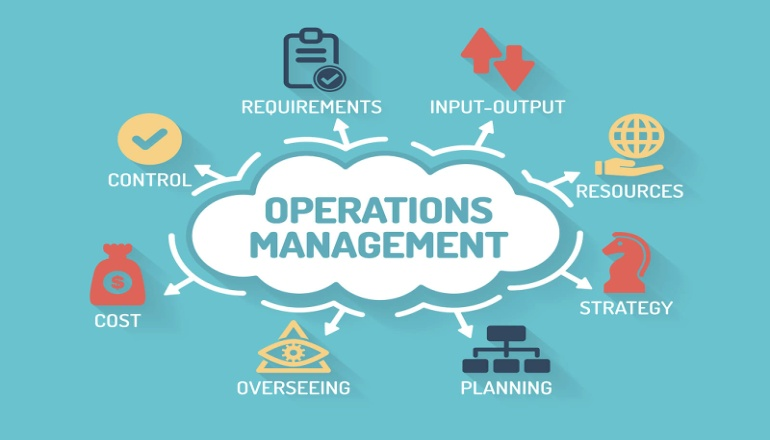 REQUIREMENTS
INPUT-OUTPUT
CONTROL
RESOURCES
OPERATIONS
MANAGEMENT
$
COST
STRATEGY
OVERSEEING
PLANNING